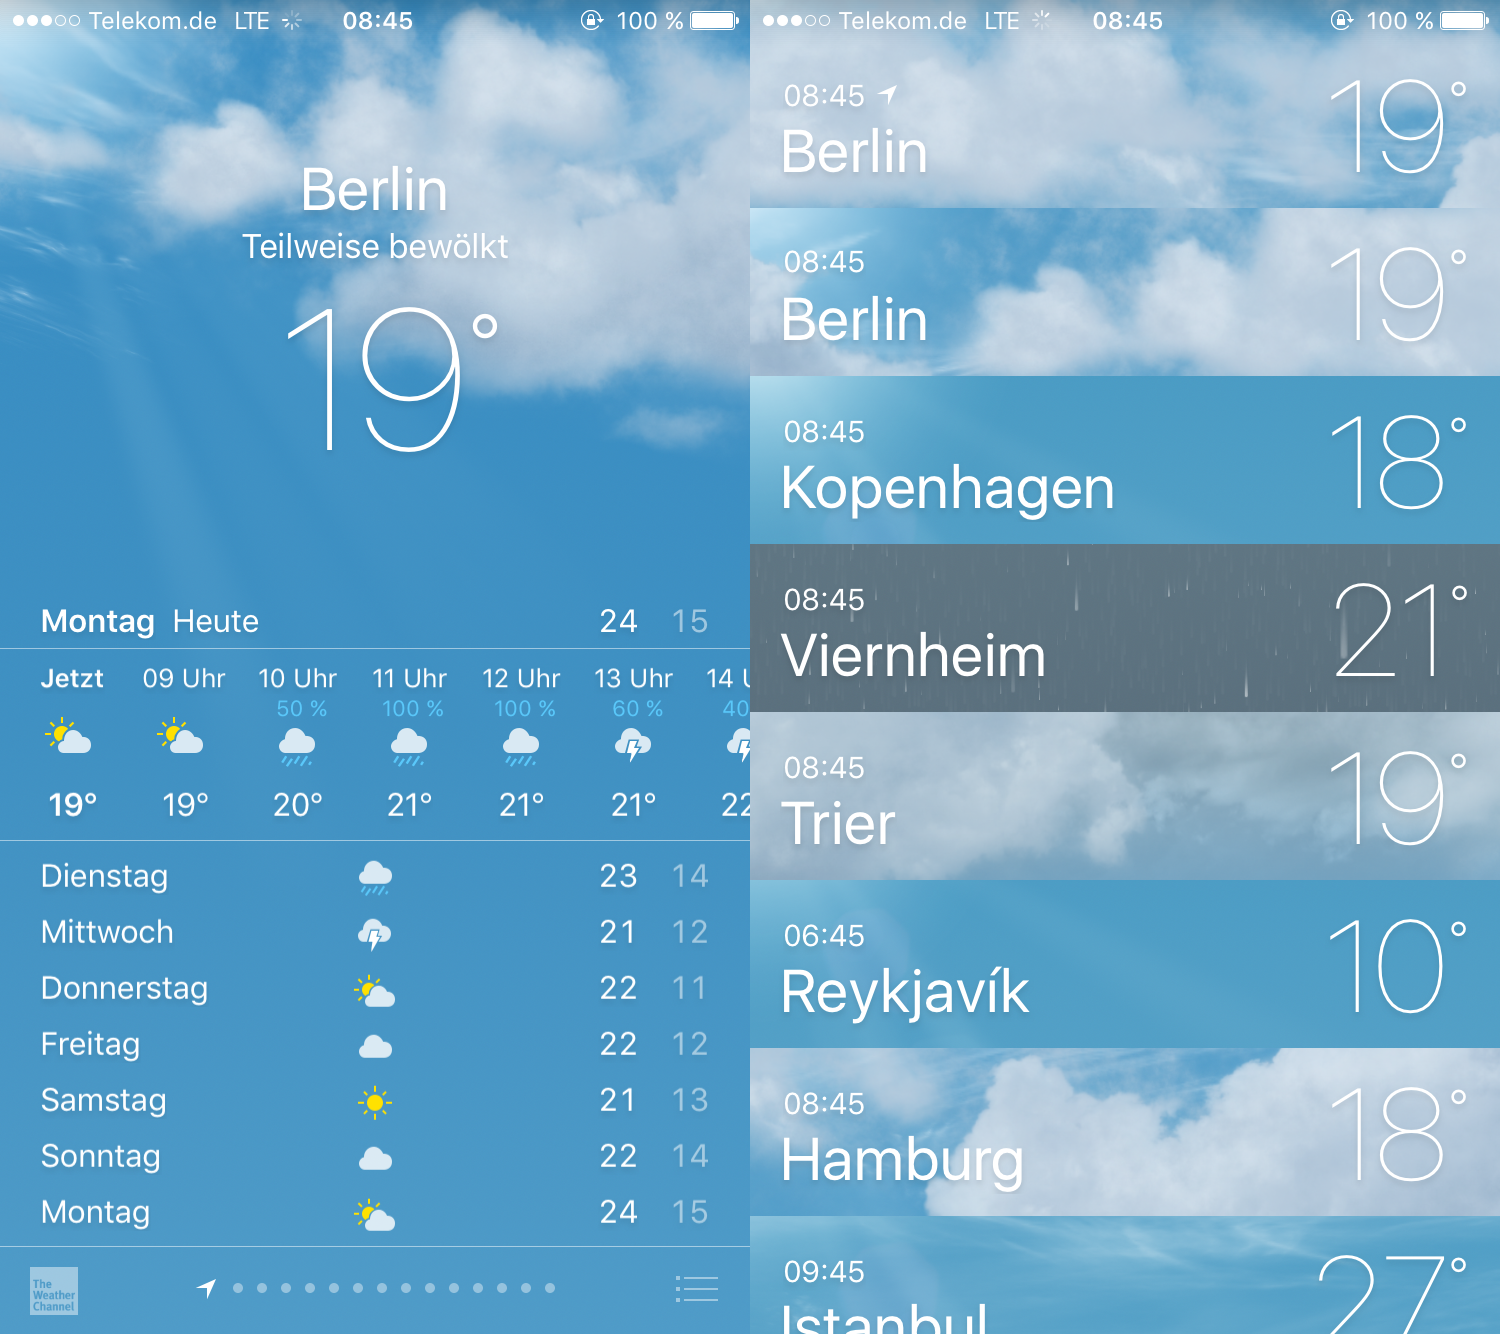 Telekom.de LTE 08:45 100 %
Berlin
Teilweise bewölkt
19°
Montag Heute 24 15
Jetzt 09 Uhr 10 Uhr 11 Uhr 12 Uhr 13 Uhr 14 U
50 % 100 % 100 % 60 % 40
19° 19° 20° 21° 21° 21° 22
Dienstag 23 14
Mittwoch 21 12
Donnerstag 22 11
Freitag 22 12
Samstag 21 13
Sonntag 22 14
Montag 24 15
The
Weather
Channel
Telekom.de LTE 08:45 100 %
08:45
Berlin 19°
08:45
Berlin 19°
08:45
Kopenhagen 18°
08:45
Viernheim 21°
08:45
Trier 19°
06:45
Reykjavík 10°
08:45
Hamburg 18°
09:45
Istanbul 27°